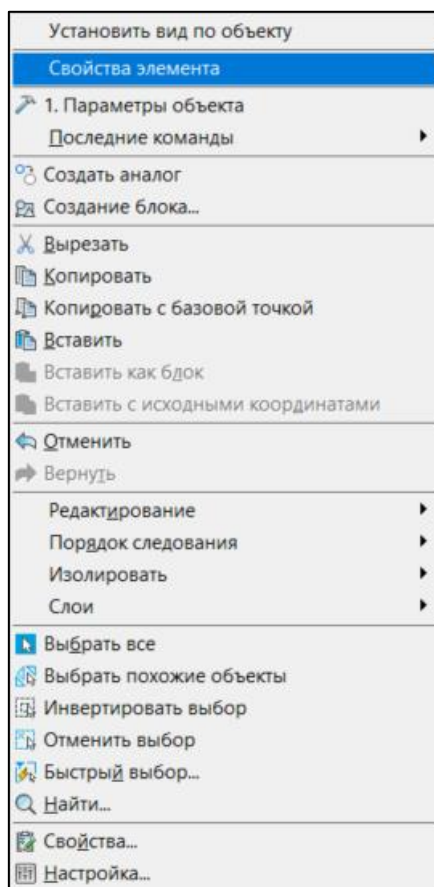 Установить вид по объекту
Свойства элемента
1. Параметры объекта
Последние команды
Создать аналог
Создание блока...
Вырезать
Копировать
Копировать с базовой точкой
Вставить
Вставить как блок
Вставить с исходными координатами
Отменить
Вернуть
Редактирование
Порядок следования
Изолировать
Слои
Выбрать все
Выбрать похожие объекты
Инвертировать выбор
Отменить выбор
Быстрый выбор...
Найти...
Свойства...
Настройка...